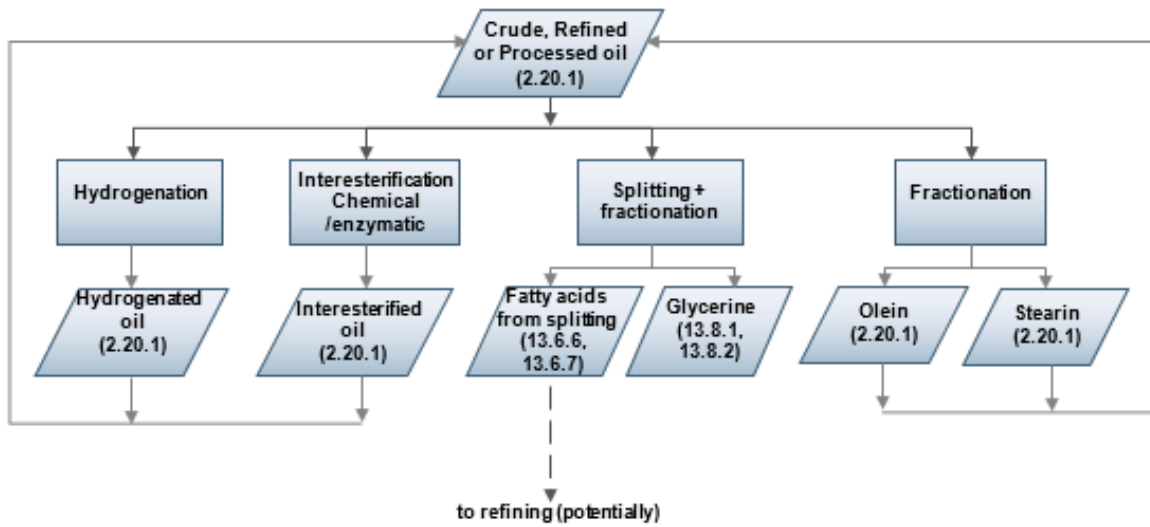 Crude, Refined
or Processed oil
(2.20.1)
Hydrogenation
Interesterification
Chemical
/enzymatic
Splitting +
fractionation
Fractionation
Hydrogenated
oil
(2.20.1)
Interesterified
oil
(2.20.1)
Fatty acids
from splitting
(13.6.6,
13.6.7)
Glycerine
(13.8.1,
13.8.2)
Olein
(2.20.1)
Stearin
(2.20.1)
to refining (potentially)